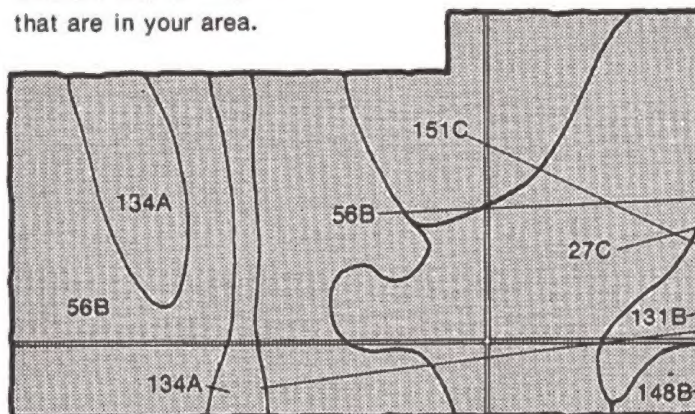 that are in your area.
151C
134A
56B
27C
56B
131B
134A
148B